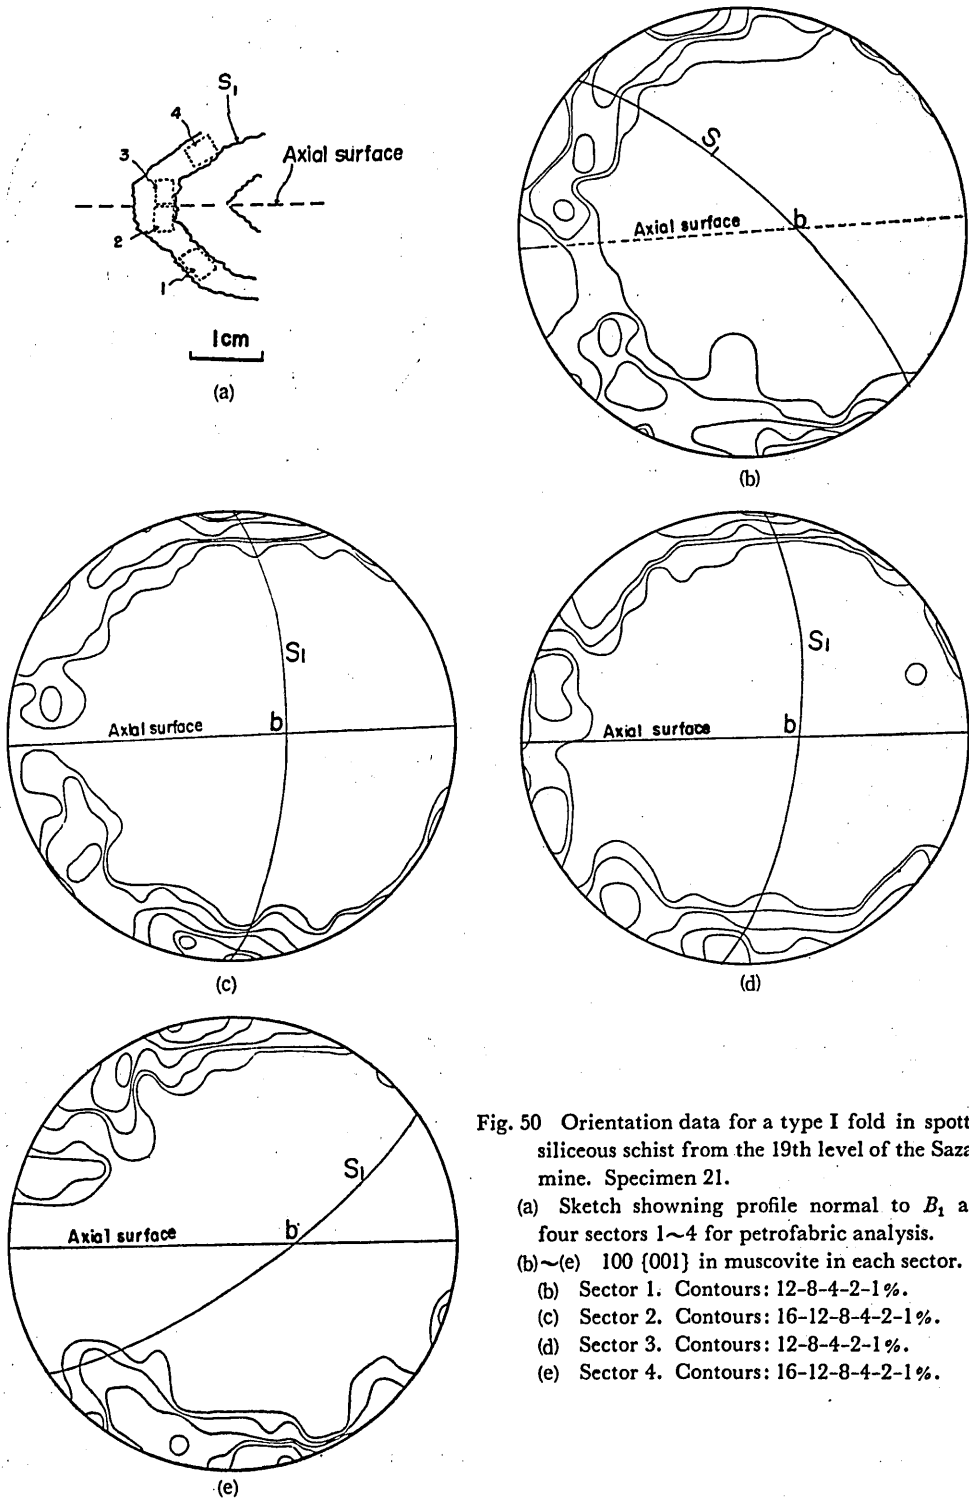 S₁
4
3
Axial surface
2
1
1cm
(a)
S₁
b
Axial surface
(b)
S₁
b
Axial surface
(c)
S₁
b
Axial surface
(d)
S₁
b
Axial surface
(e)
Fig. 50 Orientation data for a type I fold in spott
siliceous schist from the 19th level of the Saza
mine. Specimen 21.
(a) Sketch showning profile normal to B₁ a
four sectors 1~4 for petrofabric analysis.
(b)~(e) 100 {001} in muscovite in each sector.
(b) Sector 1. Contours: 12-8-4-2-1%.
(c) Sector 2. Contours: 16-12-8-4-2-1%.
(d) Sector 3. Contours: 12-8-4-2-1%.
(e) Sector 4. Contours: 16-12-8-4-2-1%.